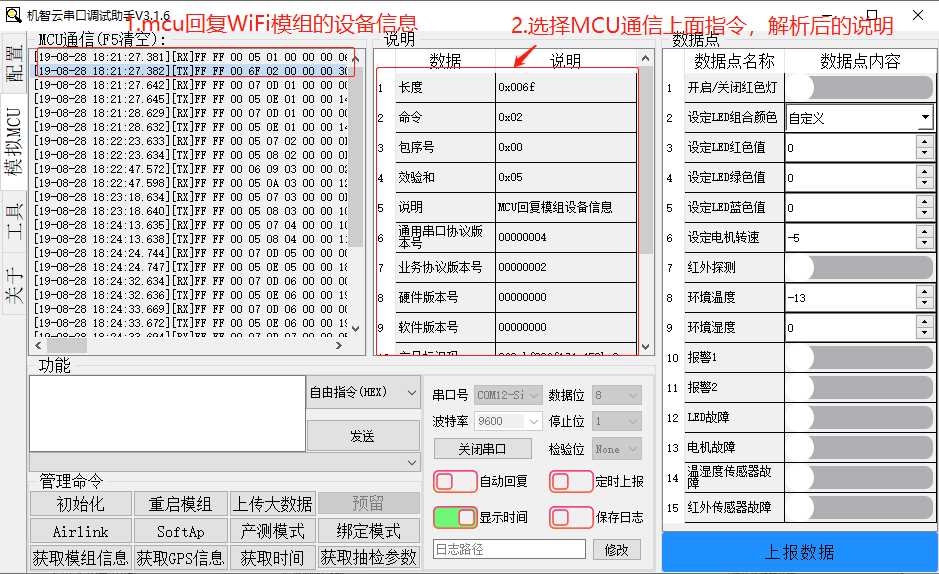 机智云串口调试助手V3.1.6
1.mcu回复WiFi模组的设备信息
2.选择MCU通信上面指令，解析后的说明
配置
模拟MCU
工具
关于
MCU通信(F5清空):
[19-08-28 18:21:27.381][RX]FF FF 00 05 01 00 00 00 06
[19-08-28 18:21:27.382][TX]FF FF 00 6F 02 00 00 00 30
[19-08-28 18:21:27.642][RX]FF FF 00 07 0D 01 00 00
[19-08-28 18:21:27.645][TX]FF FF 00 05 0E 01 00 00 14
[19-08-28 18:21:28.629][RX]FF FF 00 07 0D 01 00 00
[19-08-28 18:21:28.632][TX]FF FF 00 05 0E 01 00 00 14
[19-08-28 18:22:23.633][RX]FF FF 00 05 07 02 00 00
[19-08-28 18:22:23.634][TX]FF FF 00 05 08 02 00 00
[19-08-28 18:22:47.572][RX]FF FF 00 06 09 03 00 00
[19-08-28 18:22:47.598][TX]FF FF 00 05 0A 03 00 00 12
[19-08-28 18:23:18.634][RX]FF FF 00 05 07 03 00 00
[19-08-28 18:23:18.640][TX]FF FF 00 05 08 03 00 00 10
[19-08-28 18:24:13.635][RX]FF FF 00 05 07 04 00 00 10
[19-08-28 18:24:13.638][TX]FF FF 00 05 08 04 00 00 11
[19-08-28 18:24:24.744][RX]FF FF 00 07 0D 05 00 00
[19-08-28 18:24:24.747][TX]FF FF 00 05 0E 05 00 00 18
[19-08-28 18:24:32.634][RX]FF FF 00 07 0D 06 00 00
[19-08-28 18:24:32.636][TX]FF FF 00 05 0E 06 00 00 19
[19-08-28 18:24:33.669][RX]FF FF 00 07 0D 06 00 00
[19-08-28 18:24:33.672][TX]FF FF 00 05 0E 06 00 00 19
说明
数据 说明
1 长度 0x006f
2 命令 0x02
3 包序号 0x00
4 效验和 0x05
5 说明 MCU回复模组设备信息
6 通用串口协议版本号 00000004
7 业务协议版本号 00000002
8 硬件版本号 00000000
9 软件版本号 00000000
数据点
数据点名称 数据点内容
1 开启/关闭红色灯
2 设定LED组合颜色 自定义
3 设定LED红色值 0
4 设定LED绿色值 0
5 设定LED蓝色值 0
6 设定电机转速 -5
7 红外探测
8 环境温度 -13
9 环境湿度 0
10 报警1
11 报警2
12 LED故障
13 电机故障
14 温湿度传感器故障
15 红外传感器故障
上报数据
功能
自由指令(HEX)
发送
管理命令
初始化 重启模组 上传大数据 预留
Airlink SoftAp 产测模式 绑定模式
获取模组信息 获取GPS信息 获取时间 获取抽检参数
串口号 COM12-Si 数据位 8
波特率 9600 停止位 1
关闭串口 检验位 None
自动回复 定时上报
显示时间 保存日志
日志路径 修改